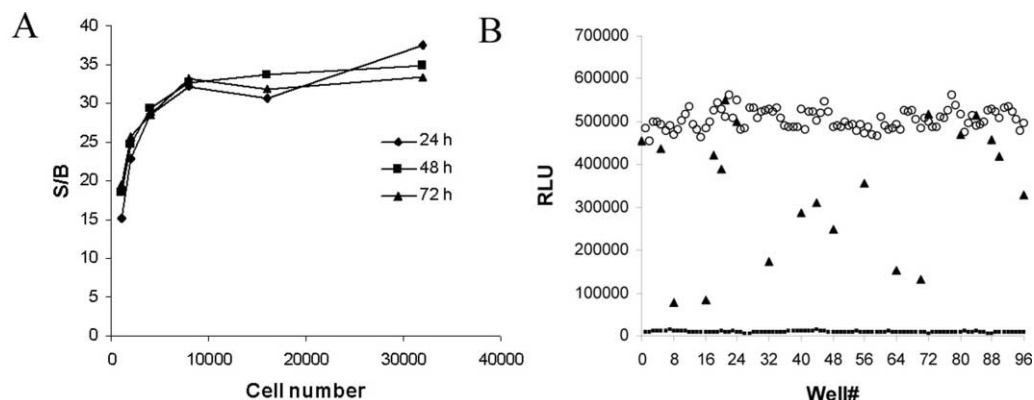 A
S/B
40
35
30
25
20
15
10
5
0
24 h
48 h
72 h
0 10000 20000 30000 40000
Cell number
B
RLU
700000
600000
500000
400000
300000
200000
100000
0
0 8 16 24 32 40 48 56 64 72 80 88 96
Well#